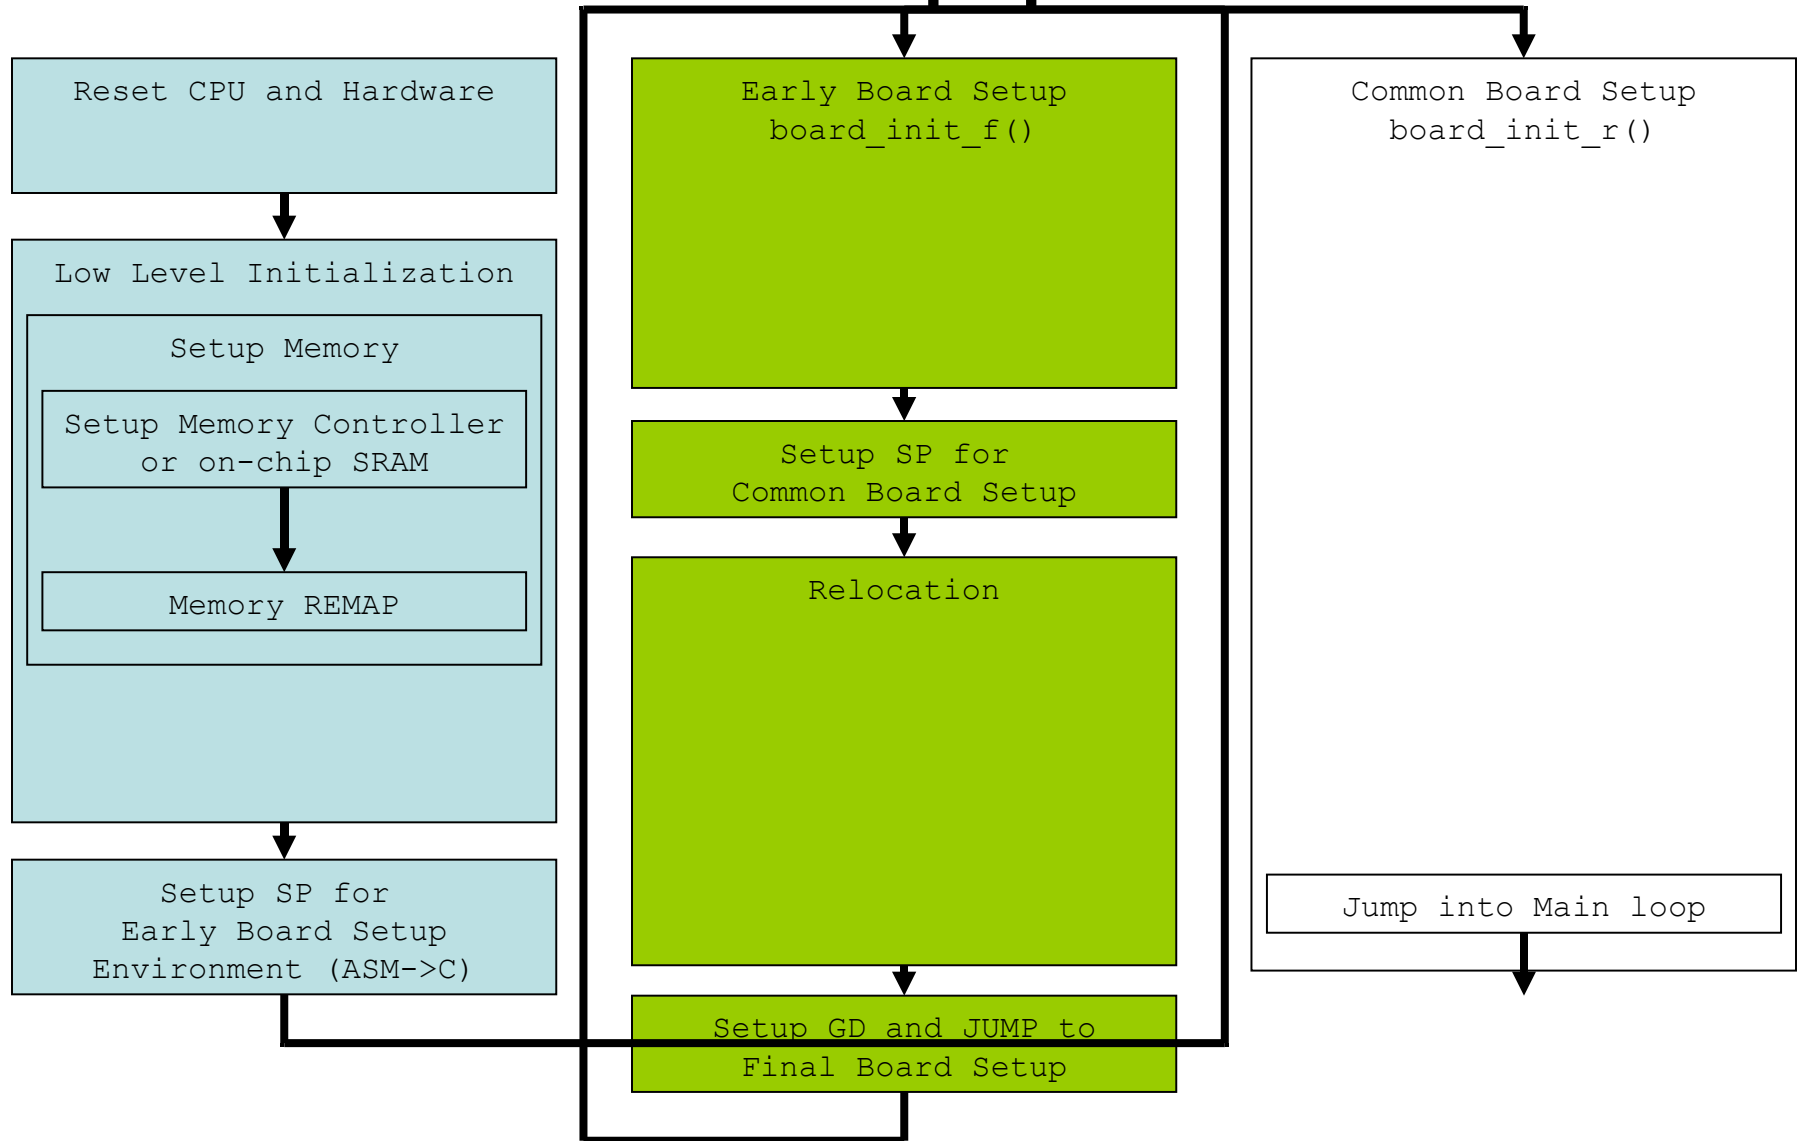 Reset CPU and Hardware
Low Level Initialization
Setup Memory
Setup Memory Controller
or on-chip SRAM
Memory REMAP
Setup SP for
Early Board Setup
Environment (ASM->C)
Early Board Setup
board_init_f()
Setup SP for
Common Board Setup
Relocation
Setup GD and JUMP to
Final Board Setup
Common Board Setup
board_init_r()
Jump into Main loop